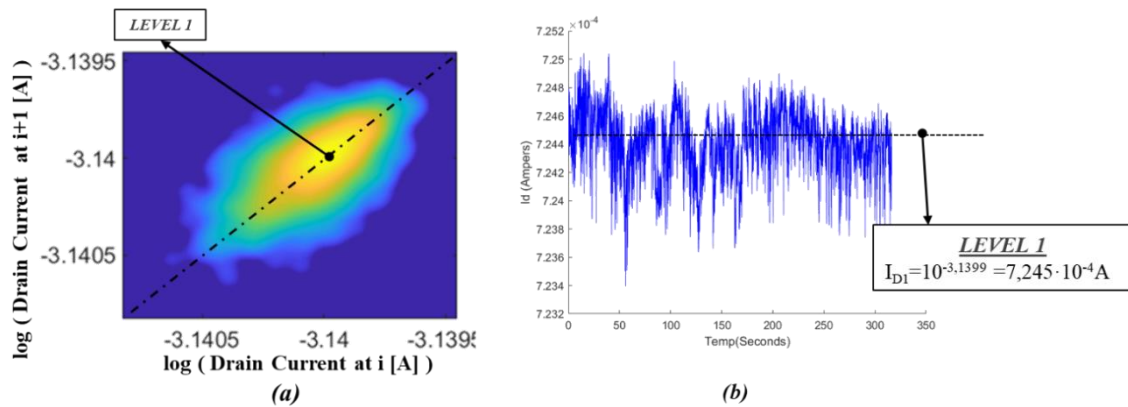 LEVEL 1
-3.1395
-3.14
-3.1405
log ( Drain Current at i+1 [A] )
-3.1405 -3.14 -3.1395
log ( Drain Current at i [A] )
(a)
×10⁻⁴
7.252
7.25
7.248
7.246
7.244
7.242
7.24
7.238
7.236
7.234
7.232
Id (Ampers)
0 50 100 150 200 250 300 350
Temp(Seconds)
LEVEL 1
I_D1=10^-3,1399 =7,245·10^-4A
(b)